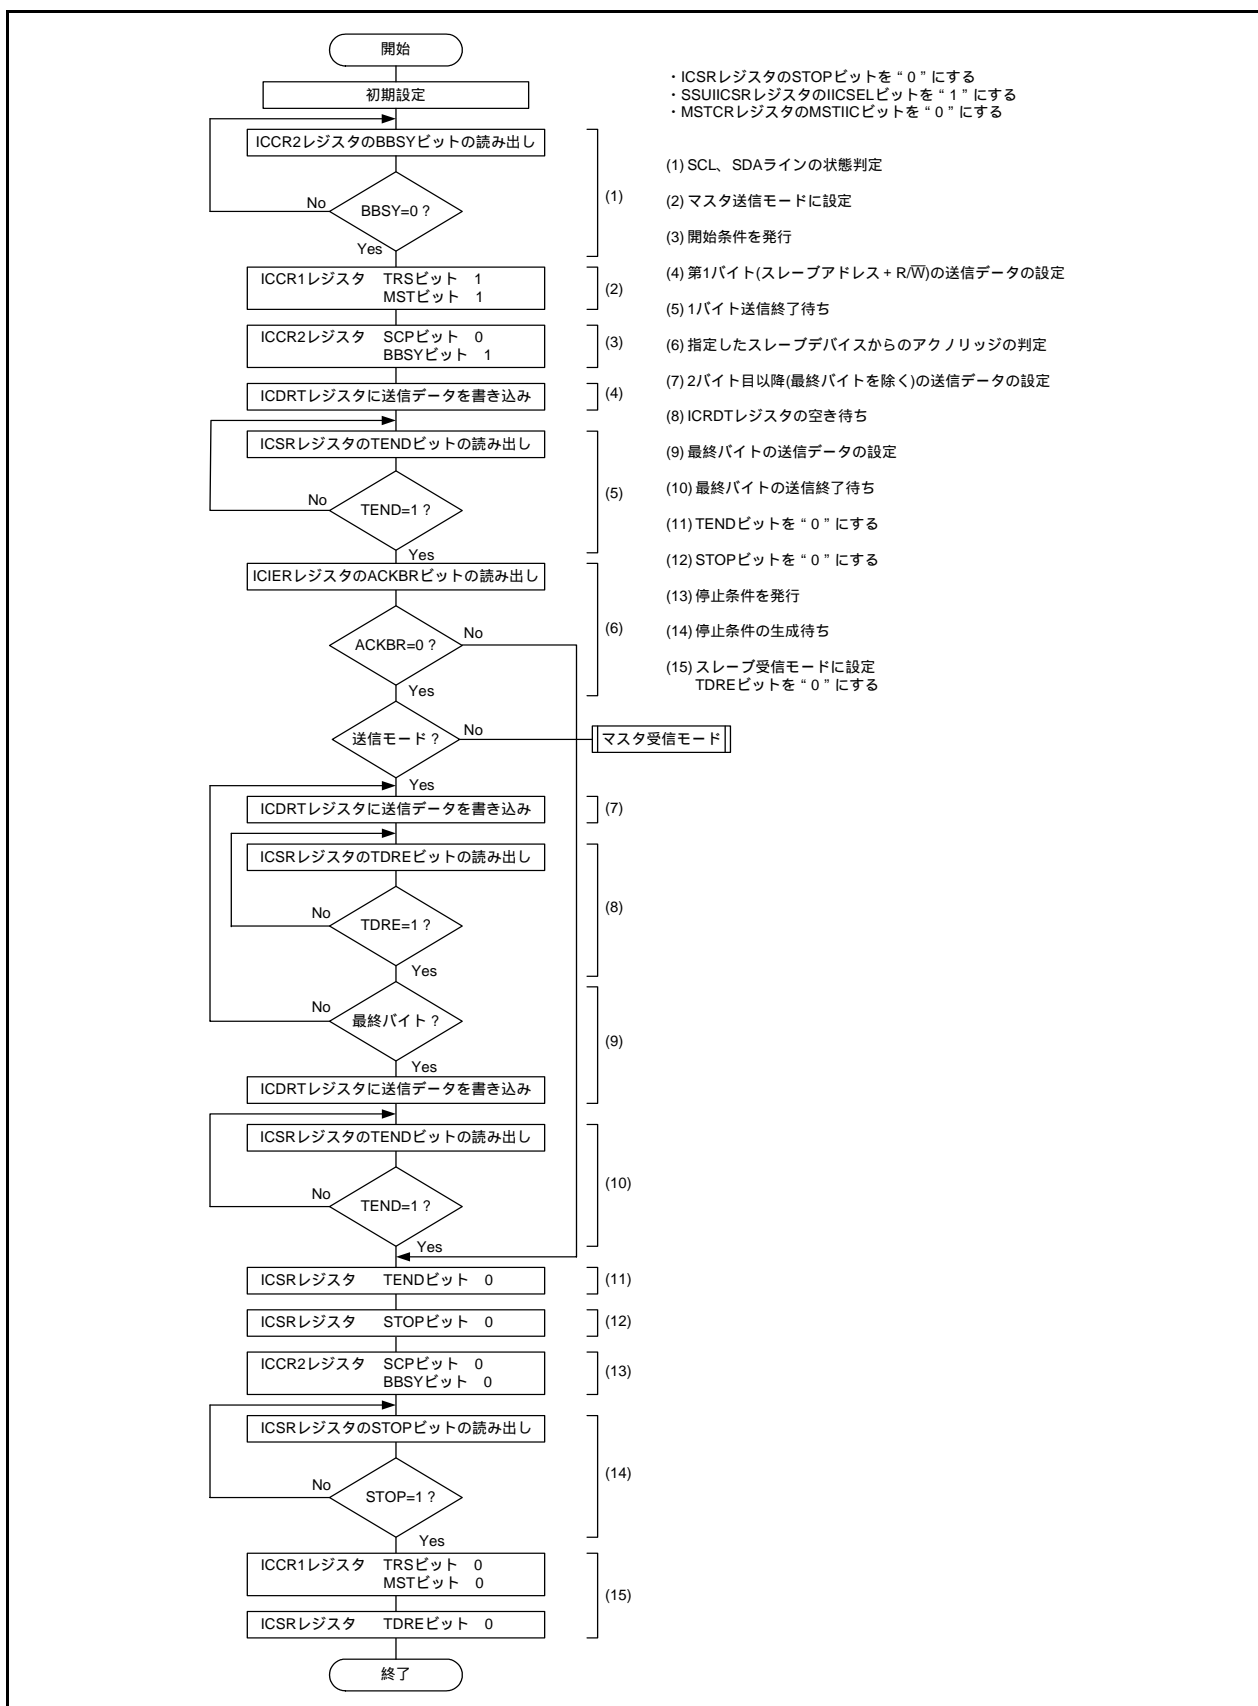 開始
初期設定
ICCR2レジスタのBBSYビットの読み出し
No
BBSY=0 ?
Yes
(1)
ICCR1レジスタ TRSビット 1
MSTビット 1
(2)
ICCR2レジスタ SCPビット 0
BBSYビット 1
(3)
ICDRTレジスタに送信データを書き込み
(4)
ICSRレジスタのTENDビットの読み出し
No
TEND=1 ?
(5)
Yes
ICIERレジスタのACKBRビットの読み出し
ACKBR=0 ?
No
(6)
Yes
送信モード ?
No
マスタ受信モード
Yes
ICDRTレジスタに送信データを書き込み
(7)
ICSRレジスタのTDREビットの読み出し
No
TDRE=1 ?
(8)
Yes
No
最終バイト ?
(9)
Yes
ICDRTレジスタに送信データを書き込み
ICSRレジスタのTENDビットの読み出し
No
TEND=1 ?
(10)
Yes
ICSRレジスタ TENDビット 0
(11)
ICSRレジスタ STOPビット 0
(12)
ICCR2レジスタ SCPビット 0
BBSYビット 0
(13)
ICSRレジスタのSTOPビットの読み出し
No
STOP=1 ?
(14)
Yes
ICCR1レジスタ TRSビット 0
MSTビット 0
(15)
ICSRレジスタ TDREビット 0
終了
・ICSRレジスタのSTOPビットを“0”にする
・SSUIICSRレジスタのIICSELビットを“1”にする
・MSTCRレジスタのMSTIICビットを“0”にする
(1) SCL、SDAラインの状態判定
(2) マスタ送信モードに設定
(3) 開始条件を発行
(4) 第1バイト(スレーブアドレス + R/W̅)の送信データの設定
(5) 1バイト送信終了待ち
(6) 指定したスレーブデバイスからのアクノリッジの判定
(7) 2バイト目以降(最終バイトを除く)の送信データの設定
(8) ICRDTレジスタの空き待ち
(9) 最終バイトの送信データの設定
(10) 最終バイトの送信終了待ち
(11) TENDビットを“0”にする
(12) STOPビットを“0”にする
(13) 停止条件を発行
(14) 停止条件の生成待ち
(15) スレーブ受信モードに設定
TDREビットを“0”にする